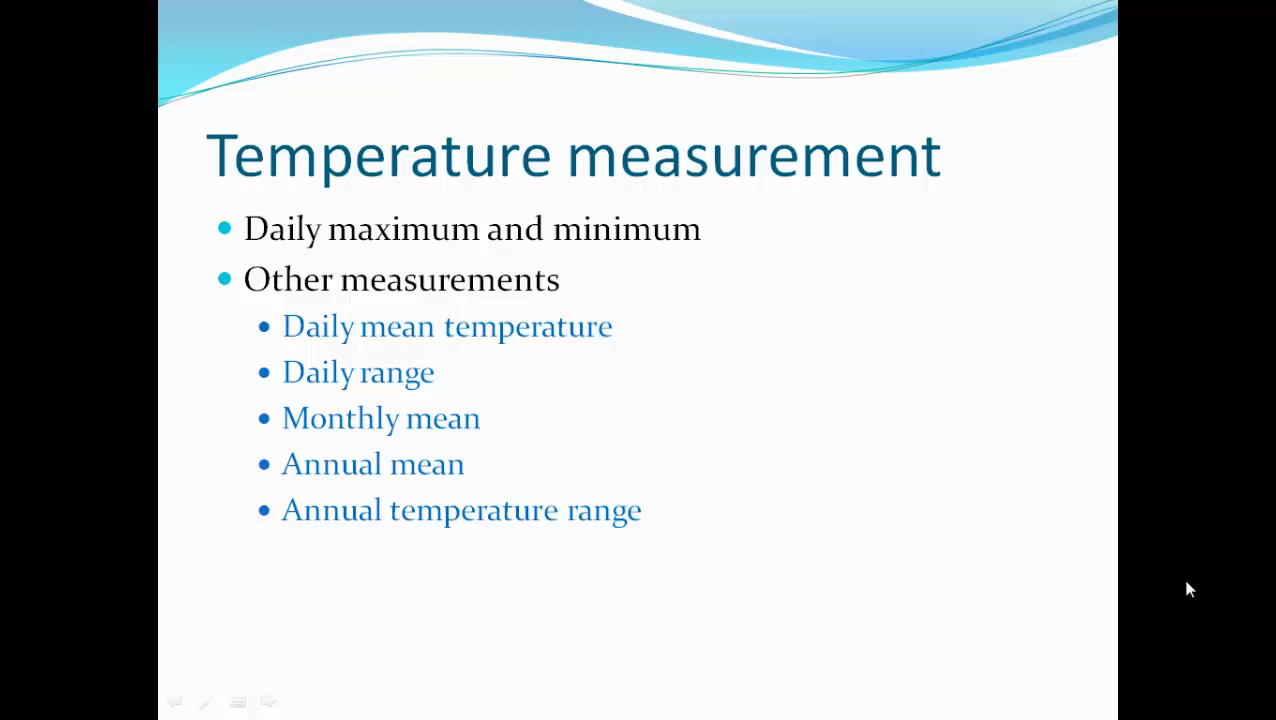 Temperature measurement
Daily maximum and minimum
Other measurements
Daily mean temperature
Daily range
Monthly mean
Annual mean
Annual temperature range